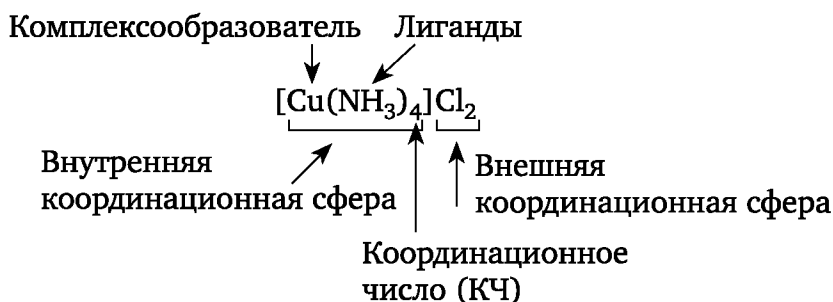 Комплексообразователь Лиганды
[Cu(NH₃)₄]Cl₂
Внутренняя
координационная сфера
Внешняя
координационная сфера
Координационное
число (КЧ)